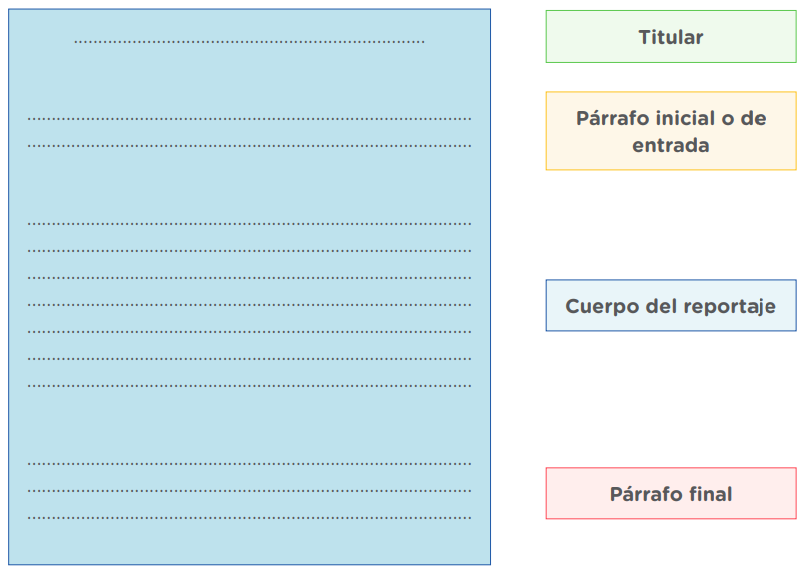 Titular
Párrafo inicial o de
entrada
Cuerpo del reportaje
Párrafo final